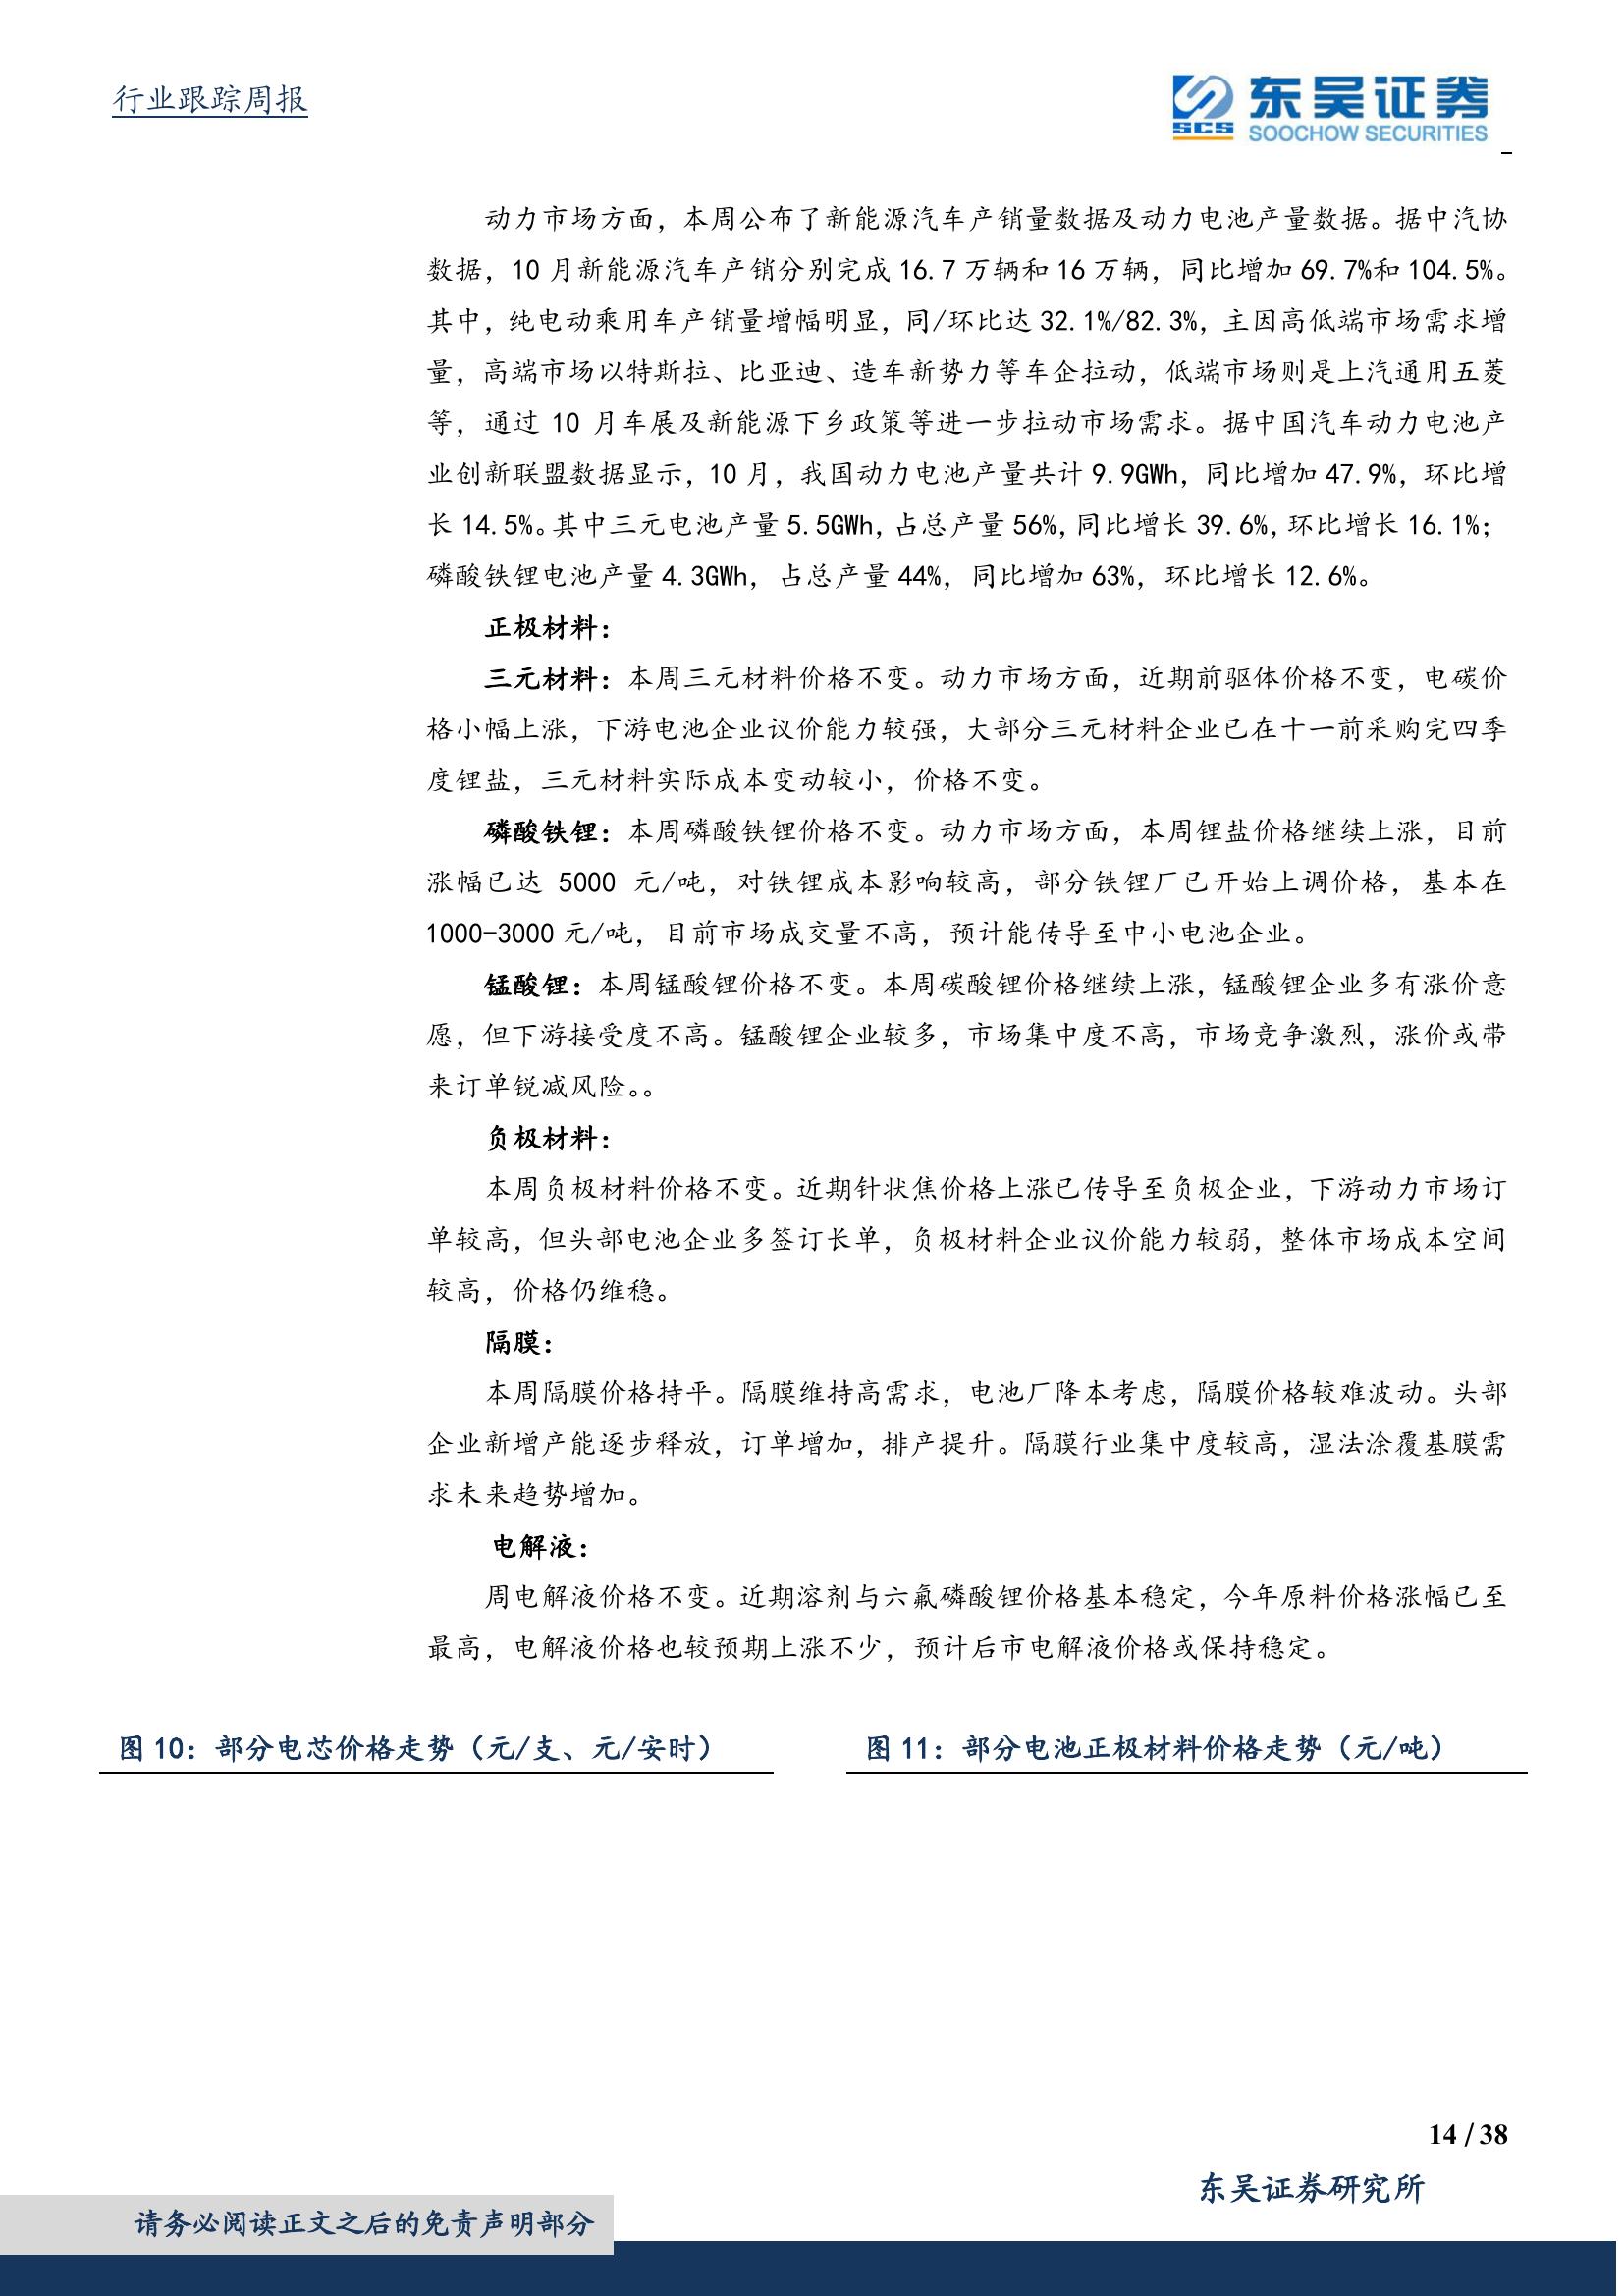 行业跟踪周报
东吴证券
SCS
SOOCHOW SECURITIES
动力市场方面，本周公布了新能源汽车产销量数据及动力电池产量数据。据中汽协
数据，10 月新能源汽车产销分别完成 16.7 万辆和 16 万辆，同比增加 69.7%和 104.5%。
其中，纯电动乘用车产销量增幅明显，同/环比达 32.1%/82.3%，主因高低端市场需求增
量，高端市场以特斯拉、比亚迪、造车新势力等车企拉动，低端市场则是上汽通用五菱
等，通过 10 月车展及新能源下乡政策等进一步拉动市场需求。据中国汽车动力电池产
业创新联盟数据显示，10 月，我国动力电池产量共计 9.9GWh，同比增加 47.9%，环比增
长 14.5%。其中三元电池产量 5.5GWh，占总产量 56%，同比增长 39.6%，环比增长 16.1%；
磷酸铁锂电池产量 4.3GWh，占总产量 44%，同比增加 63%，环比增长 12.6%。
正极材料：
三元材料：本周三元材料价格不变。动力市场方面，近期前驱体价格不变，电碳价
格小幅上涨，下游电池企业议价能力较强，大部分三元材料企业已在十一前采购完四季
度锂盐，三元材料实际成本变动较小，价格不变。
磷酸铁锂：本周磷酸铁锂价格不变。动力市场方面，本周锂盐价格继续上涨，目前
涨幅已达 5000 元/吨，对铁锂成本影响较高，部分铁锂厂已开始上调价格，基本在
1000-3000 元/吨，目前市场成交量不高，预计能传导至中小电池企业。
锰酸锂：本周锰酸锂价格不变。本周碳酸锂价格继续上涨，锰酸锂企业多有涨价意
愿，但下游接受度不高。锰酸锂企业较多，市场集中度不高，市场竞争激烈，涨价或带
来订单锐减风险。。
负极材料：
本周负极材料价格不变。近期针状焦价格上涨已传导至负极企业，下游动力市场订
单较高，但头部电池企业多签订长单，负极材料企业议价能力较弱，整体市场成本空间
较高，价格仍维稳。
隔膜：
本周隔膜价格持平。隔膜维持高需求，电池厂降本考虑，隔膜价格较难波动。头部
企业新增产能逐步释放，订单增加，排产提升。隔膜行业集中度较高，湿法涂覆基膜需
求未来趋势增加。
电解液：
周电解液价格不变。近期溶剂与六氟磷酸锂价格基本稳定，今年原料价格涨幅已至
最高，电解液价格也较预期上涨不少，预计后市电解液价格或保持稳定。
图 10：部分电芯价格走势（元/支、元/安时）
图 11：部分电池正极材料价格走势（元/吨）
14 / 38
东吴证券研究所
请务必阅读正文之后的免责声明部分